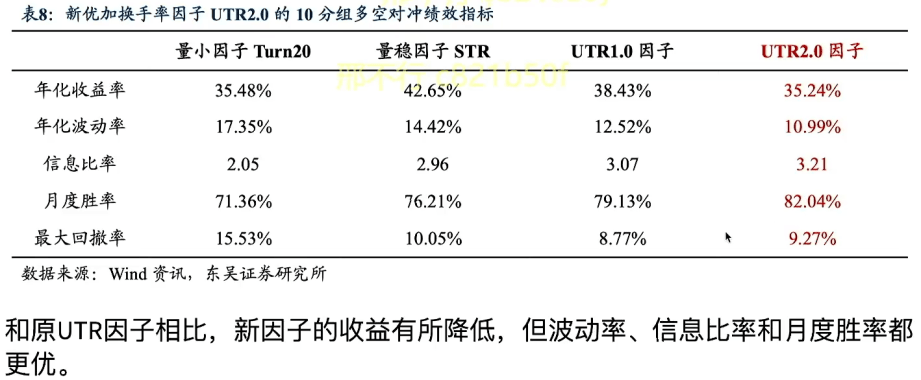 表8：新优加换手率因子 UTR2.0 的 10 分组多空对冲绩效指标
量小因子 Turn20 量稳因子 STR UTR1.0 因子 UTR2.0 因子
那不行 c821b50f
年化收益率 35.48% 42.65% 38.43% 35.24%
年化波动率 17.35% 14.42% 12.52% 10.99%
信息比率 2.05 2.96 3.07 3.21
月度胜率 71.36% 76.21% 79.13% 82.04%
最大回撤率 15.53% 10.05% 8.77% 9.27%
数据来源：Wind 资讯，东吴证券研究所
和原UTR因子相比，新因子的收益有所降低，但波动率、信息比率和月度胜率都
更优。